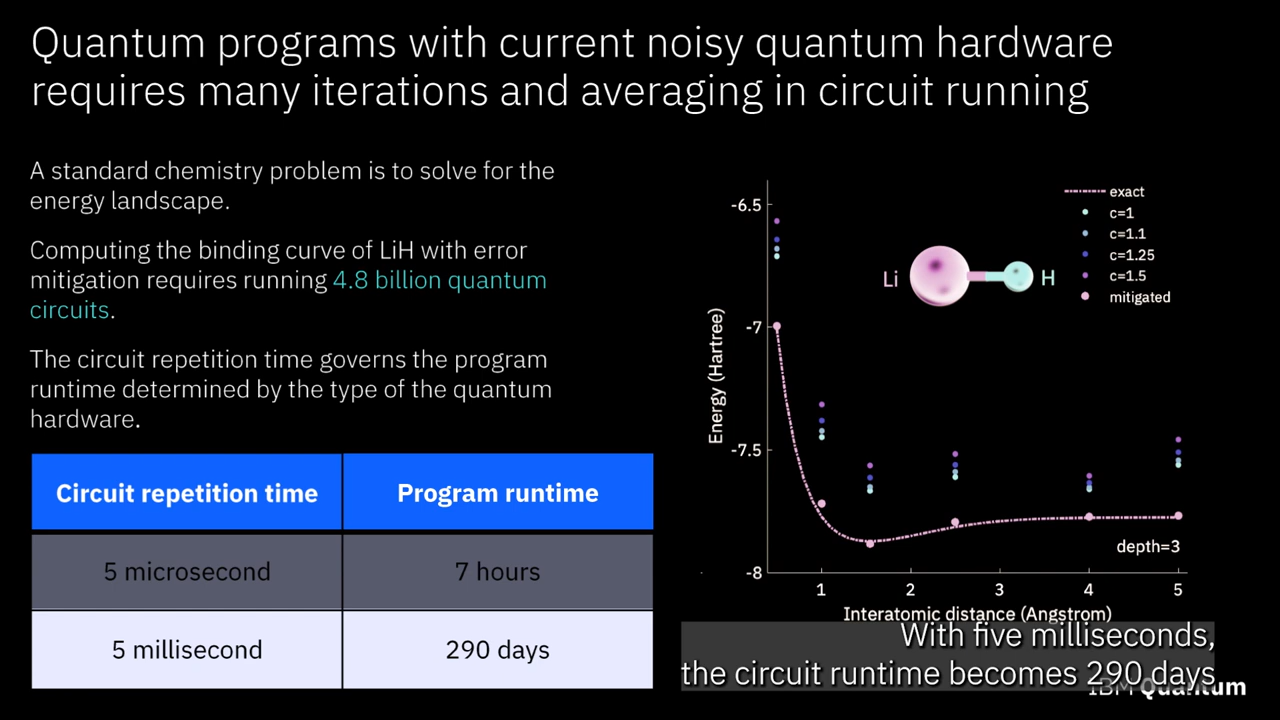 Quantum programs with current noisy quantum hardware
requires many iterations and averaging in circuit running
A standard chemistry problem is to solve for the
energy landscape.
Computing the binding curve of LiH with error
mitigation requires running 4.8 billion quantum
circuits.
The circuit repetition time governs the program
runtime determined by the type of the quantum
hardware.
Circuit repetition time Program runtime
5 microsecond 7 hours
5 millisecond 290 days
exact
c=1
c=1.1
c=1.25
c=1.5
mitigated
Li H
-6.5
-7
-7.5
-8
Energy (Hartree)
depth=3
1 2 3 4 5
Interatomic distance (Angstrom)
With five milliseconds,
the circuit runtime becomes 290 days
IBM Quantum